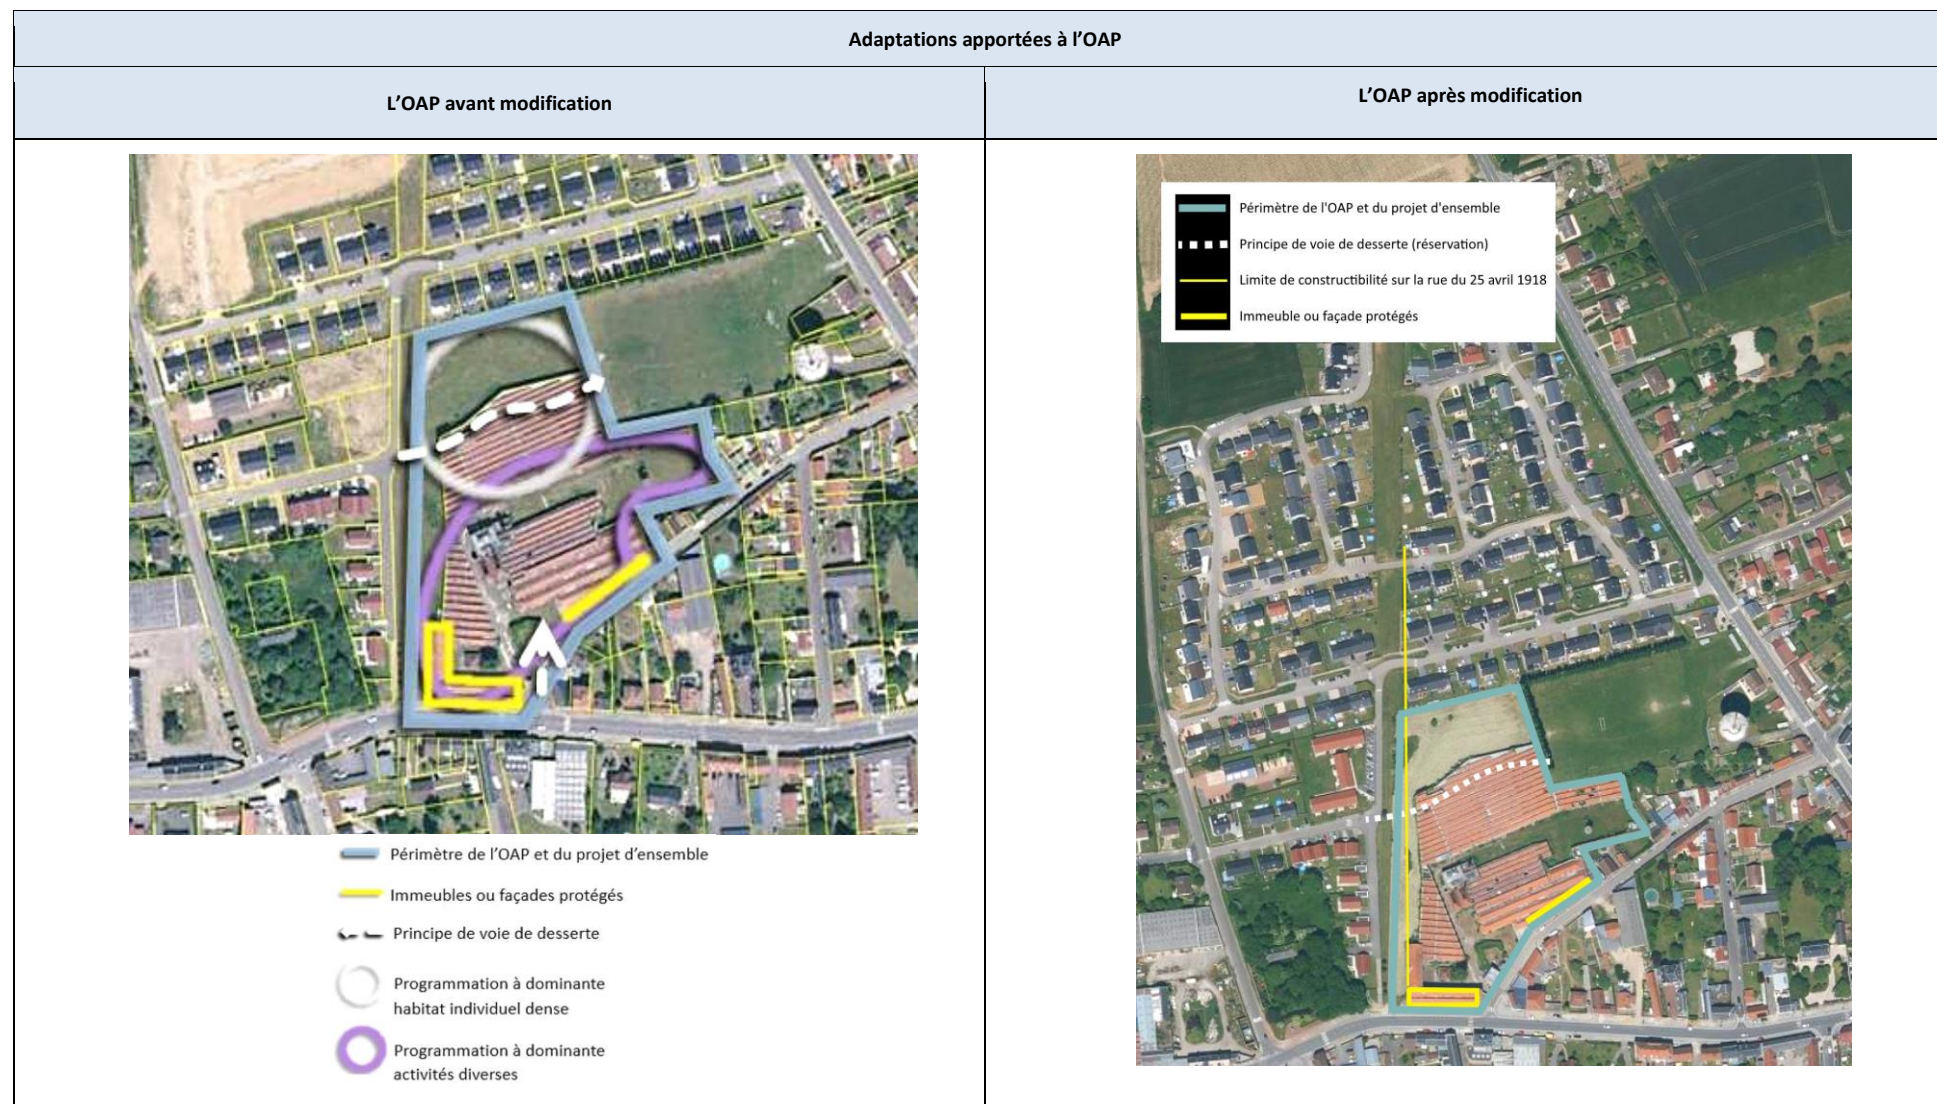 Adaptations apportées à l’OAP
L’OAP avant modification
L’OAP après modification
Périmètre de l’OAP et du projet d’ensemble
Immeubles ou façades protégés
Principe de voie de desserte
Programmation à dominante
habitat individuel dense
Programmation à dominante
activités diverses
Périmètre de l'OAP et du projet d'ensemble
Principe de voie de desserte (réservation)
Limite de constructibilité sur la rue du 25 avril 1918
Immeuble ou façade protégés